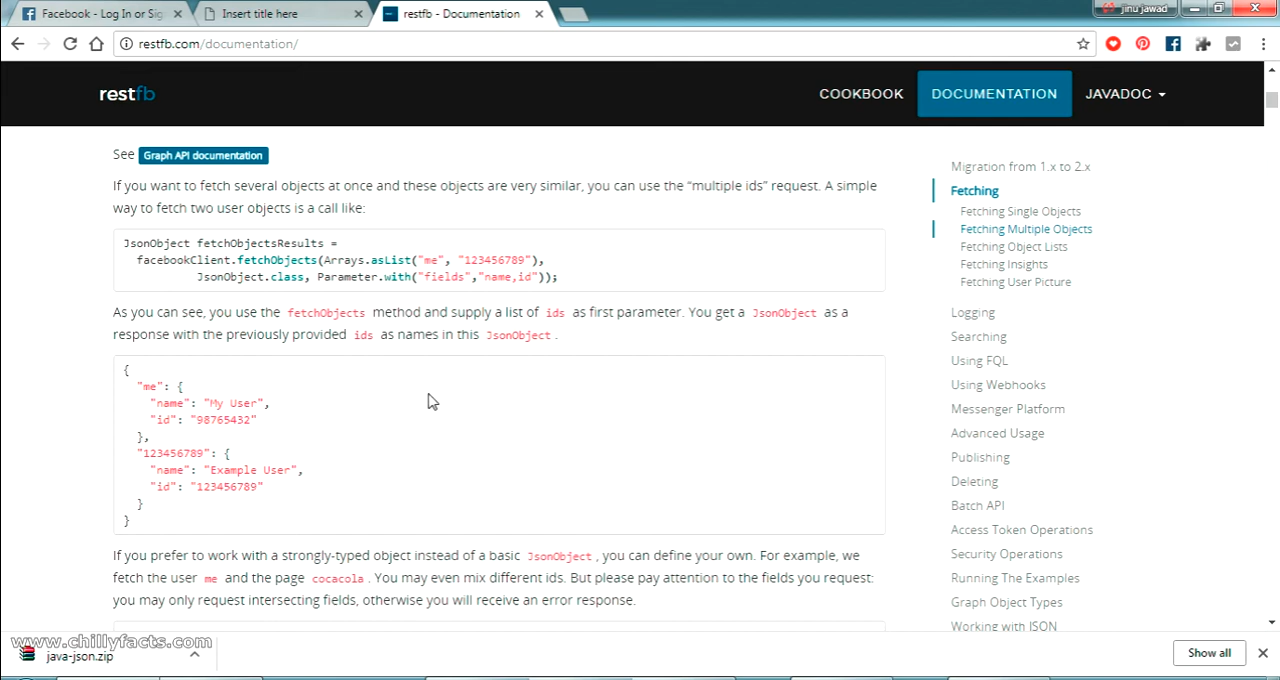 Facebook - Log In or Sig
Insert title here
restfb - Documentation
jinu jawad
restfb.com/documentation/
restfb
COOKBOOK
DOCUMENTATION
JAVADOC
See Graph API documentation
If you want to fetch several objects at once and these objects are very similar, you can use the “multiple ids” request. A simple
way to fetch two user objects is a call like:
JsonObject fetchObjectsResults =
facebookClient.fetchObjects(Arrays.asList("me", "123456789"),
JsonObject.class, Parameter.with("fields","name,id"));
As you can see, you use the fetchObjects method and supply a list of ids as first parameter. You get a JsonObject as a
response with the previously provided ids as names in this JsonObject.
{
"me": {
"name": "My User",
"id": "98765432"
},
"123456789": {
"name": "Example User",
"id": "123456789"
}
}
If you prefer to work with a strongly-typed object instead of a basic JsonObject, you can define your own. For example, we
fetch the user me and the page cocacola. You may even mix different ids. But please pay attention to the fields you request:
you may only request intersecting fields, otherwise you will receive an error response.
Migration from 1.x to 2.x
Fetching
Fetching Single Objects
Fetching Multiple Objects
Fetching Object Lists
Fetching Insights
Fetching User Picture
Logging
Searching
Using FQL
Using Webhooks
Messenger Platform
Advanced Usage
Publishing
Deleting
Batch API
Access Token Operations
Security Operations
Running The Examples
Graph Object Types
Working with JSON
www.chillyfacts.com
java-json.zip
Show all